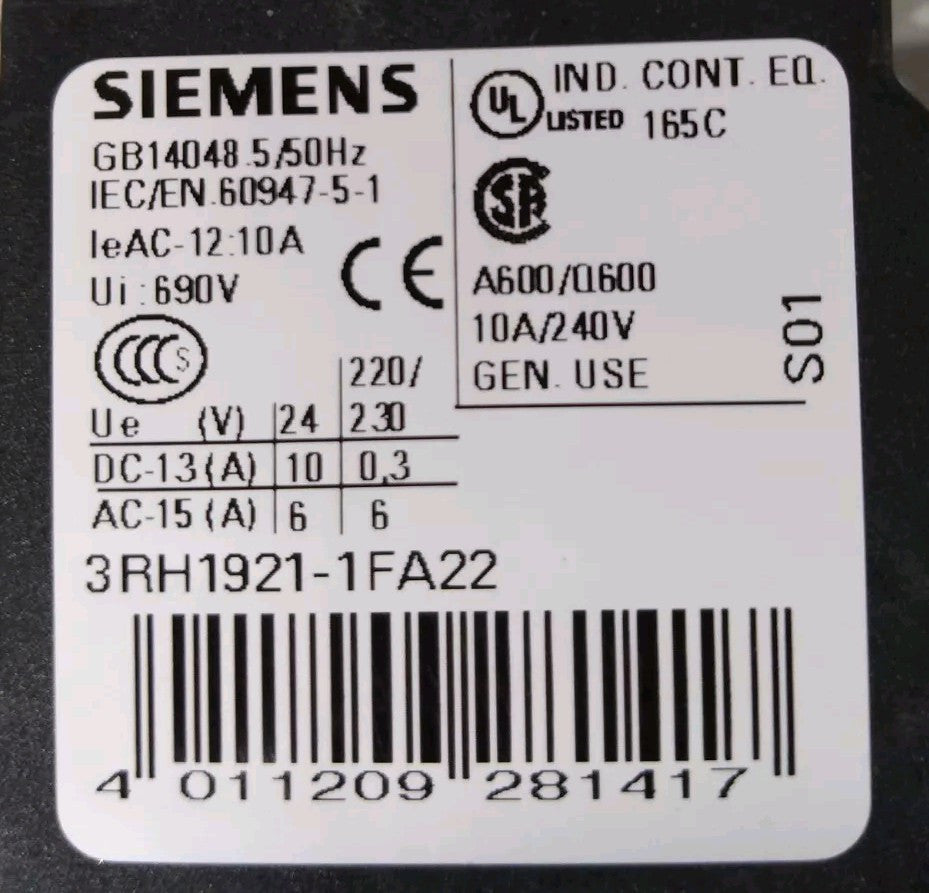 SIEMENS
GB14048.5/50Hz
IEC/EN.60947-5-1
IeAC-12:10A
Ui:690V
CE
CCC S
Ue (V) 24 220/230
DC-13(A) 10 0,3
AC-15(A) 6 6
UL LISTED IND. CONT. EQ.
165C
SA
A600/Q600
10A/240V
GEN. USE
S01
3RH1921-1FA22
4 011209 281417